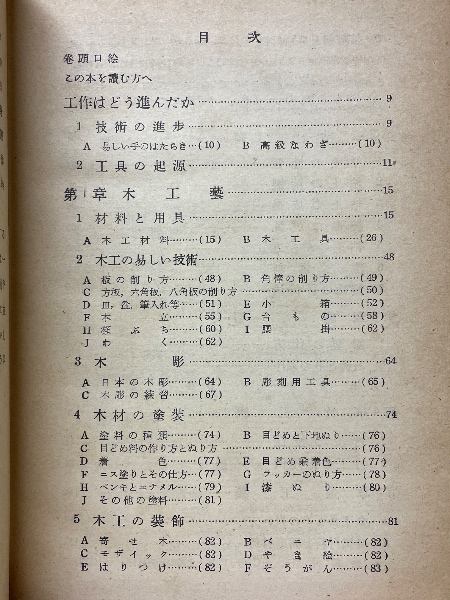 目次
卷頭口絵
この本を讀む方へ
工作はどう進んだか……9
1 技術の進歩……9
A 易しい手のはたらき……(10) B 高級なわざ……(10)
2 工具の起源……11
第1章 木工藝……15
1 材料と用具……15
A 木工材料……(15) B 木工具……(26)
2 木工の易しい技術……48
A 板の削り方……(48) B 角棒の削り方……(49)
C 方板，六角板，八角板の削り方……(50)
D 皿，盆，筆入れ等……(51) E 小箱……(52)
F 木立……(55) G 台もの……(58)
H ぶち……(60) I 腰掛……(62)
J わく……(62)
3 木彫……64
A 日本の木彫……(64) B 彫刻用工具……(65)
C 木彫の練習……(67)
4 木材の塗装……74
A 塗料の種類……(74) B 目どめと下地ぬり……(76)
C 目どめ料の作り方とぬり方……(76)
D 着色……(77) E 目どめ兼着色……(77)
F ニス塗りとその仕方……(77) G ラッカーのぬり方……(78)
H ペンキとエナメル……(79) I 漆ぬり……(80)
J その他の塗料……(81)
5 木工の装飾……81
A 寄せ木……(82) B ベニヤ……(82)
C モザイック……(82) D やき絵……(82)
E はりつけ……(82) F ぞうがん……(83)